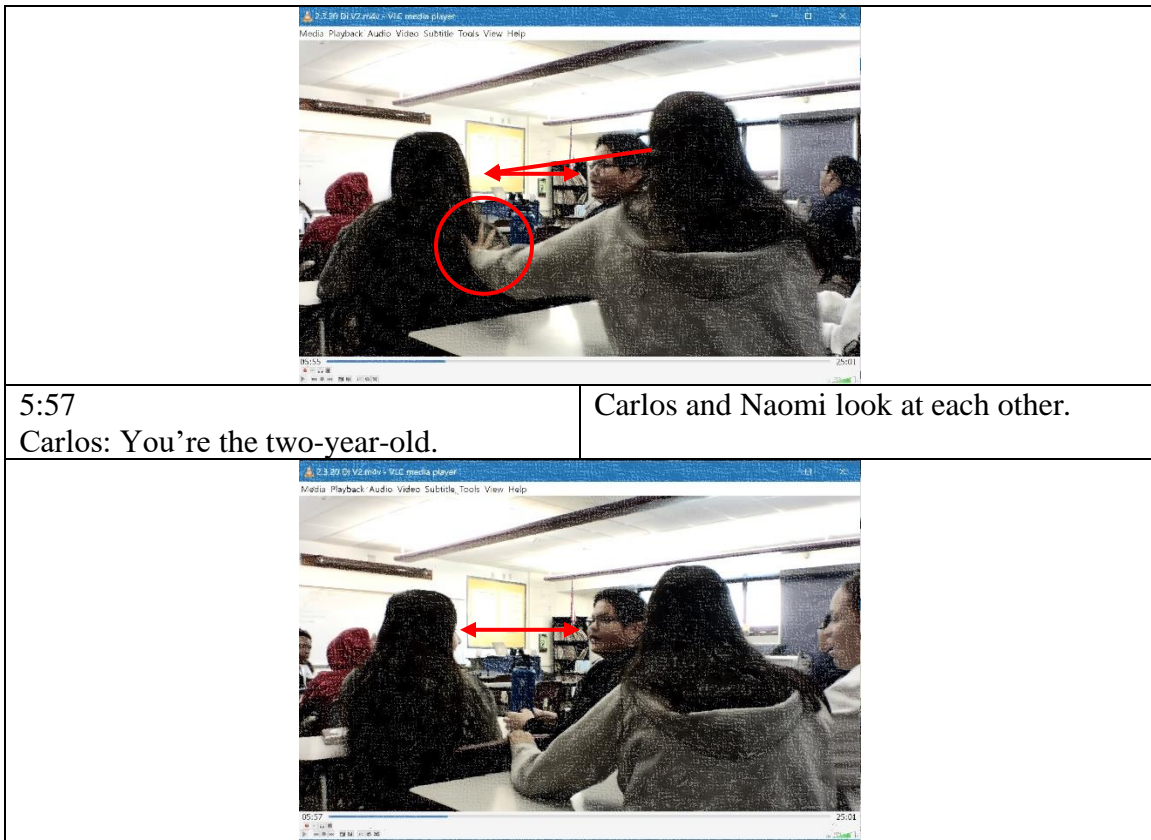 2.3.20 DI V2.m4v - VLC media player
Media Playback Audio Video Subtitle Tools View Help
05:55
25:01
5:57
Carlos: You're the two-year-old.
Carlos and Naomi look at each other.
2.3.20 DI V2.m4v - VLC media player
Media Playback Audio Video Subtitle Tools View Help
05:57
25:01